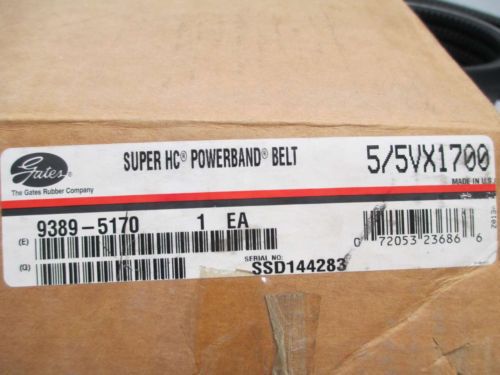 Gates®
The Gates Rubber Company
SUPER HC® POWERBAND® BELT
5/5VX1700
MADE IN U.S.
9389-5170 1 EA
(E)
(Q)
SERIAL NO:
SSD144283
0 72053 23686 6
2013